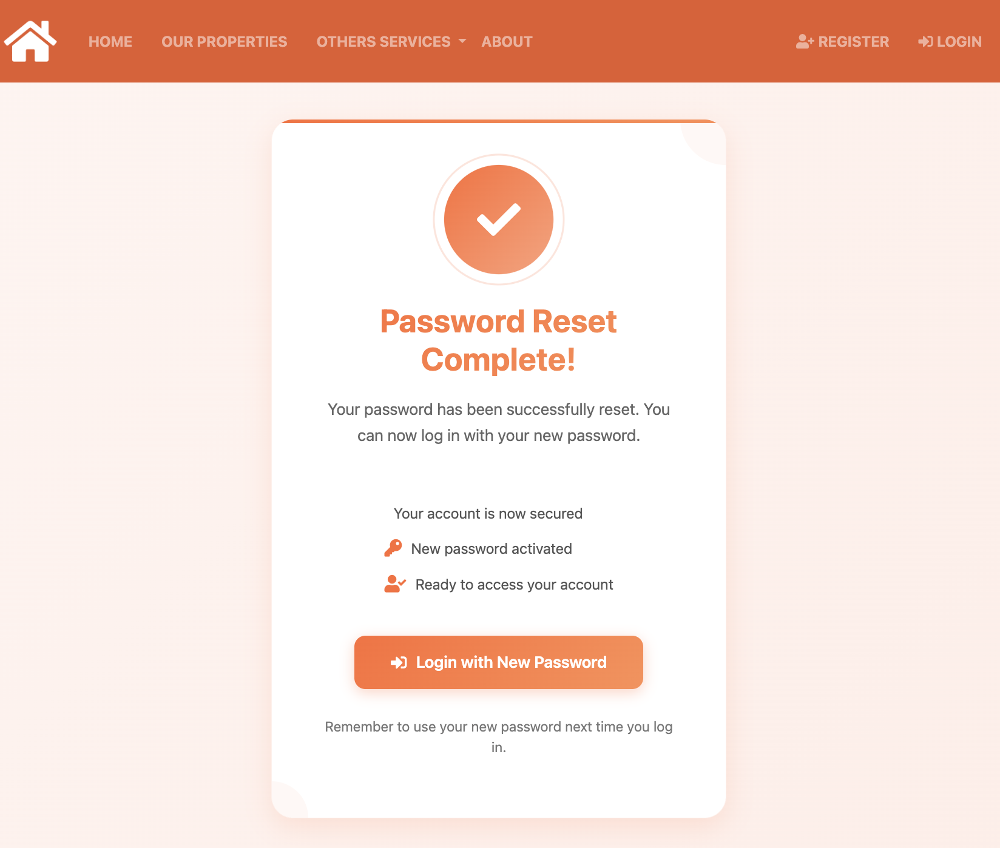 HOME OUR PROPERTIES OTHERS SERVICES ABOUT REGISTER LOGIN
Password Reset
Complete!
Your password has been successfully reset. You
can now log in with your new password.
Your account is now secured
New password activated
Ready to access your account
Login with New Password
Remember to use your new password next time you log
in.